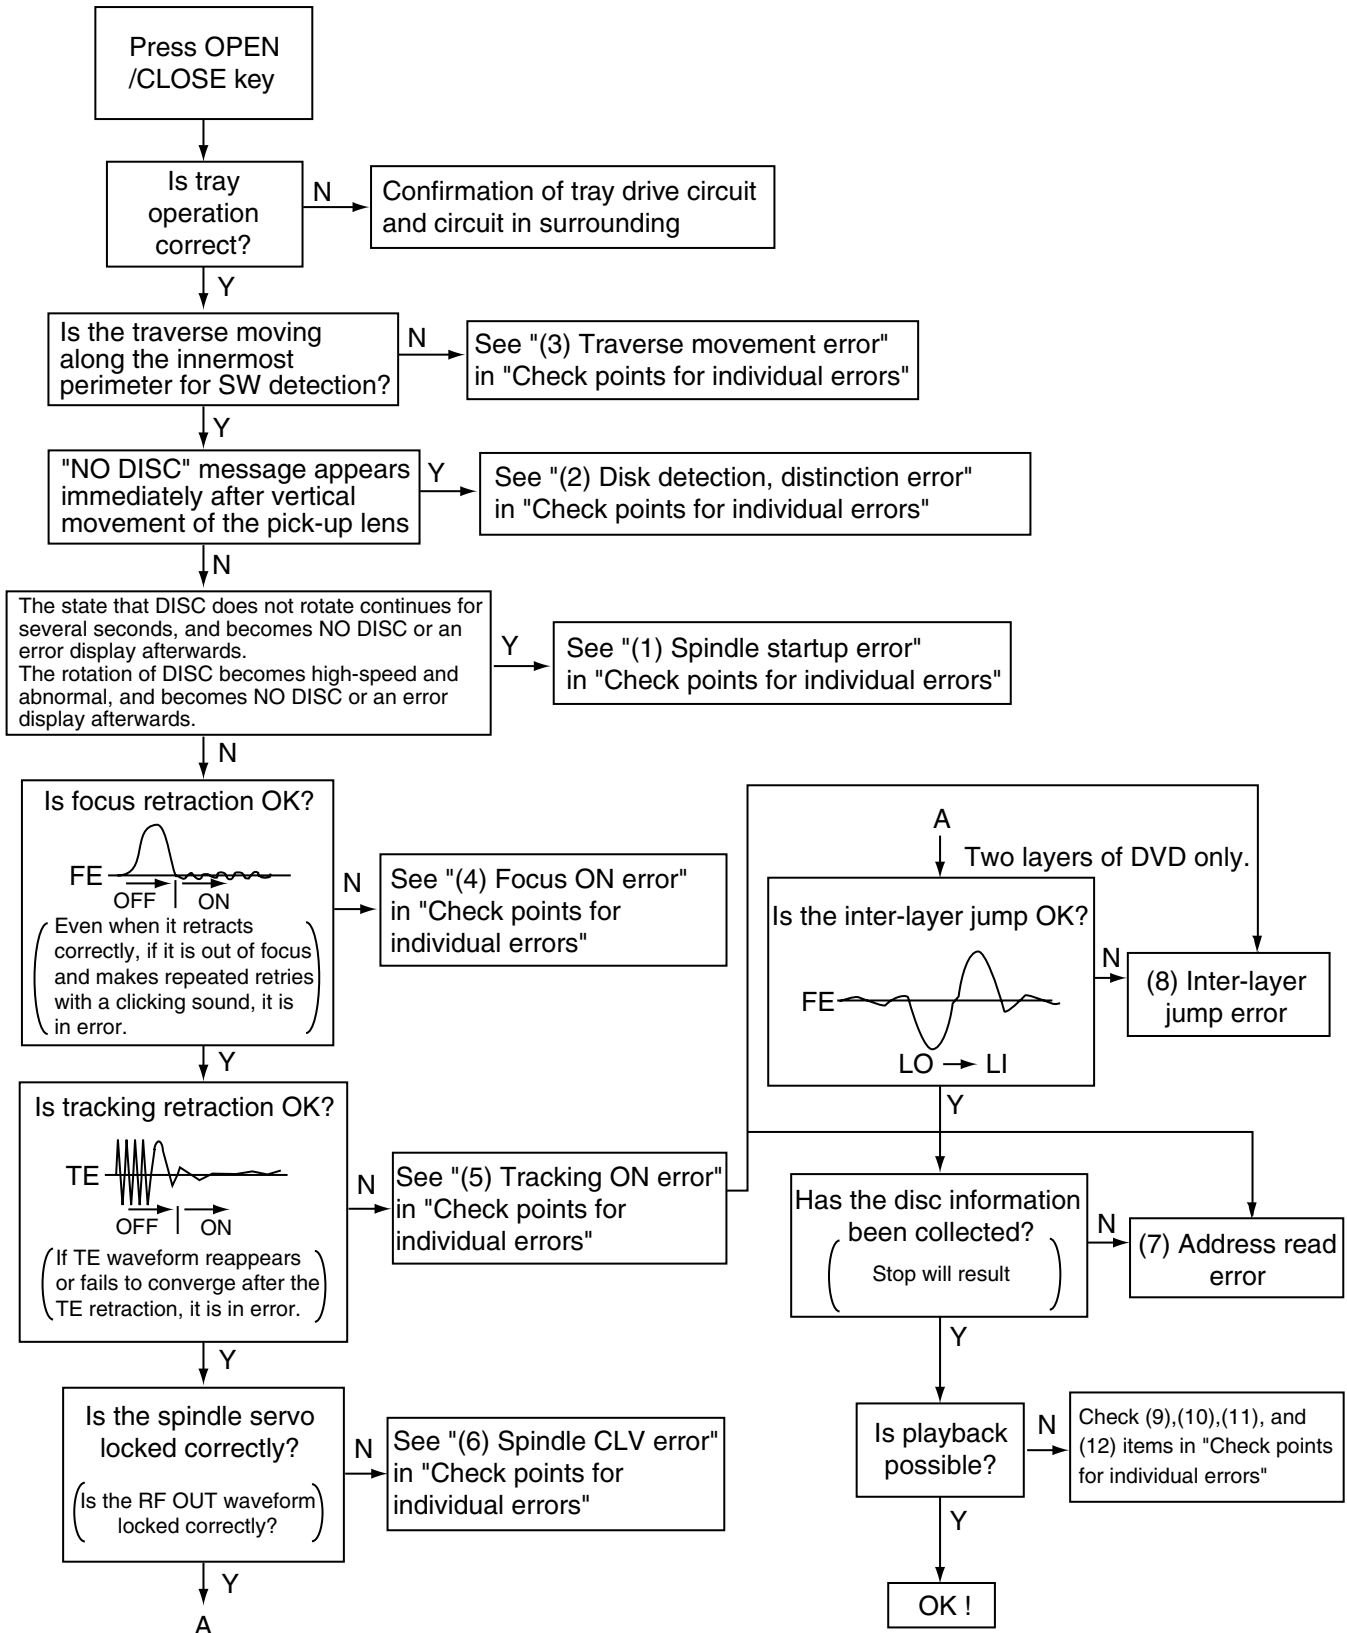 Press OPEN
/CLOSE key
Is tray
operation
correct?
N
Confirmation of tray drive circuit
and circuit in surrounding
Y
Is the traverse moving
along the innermost
perimeter for SW detection?
N
See "(3) Traverse movement error"
in "Check points for individual errors"
Y
"NO DISC" message appears
immediately after vertical
movement of the pick-up lens
Y
See "(2) Disk detection, distinction error"
in "Check points for individual errors"
N
The state that DISC does not rotate continues for
several seconds, and becomes NO DISC or an
error display afterwards.
The rotation of DISC becomes high-speed and
abnormal, and becomes NO DISC or an error
display afterwards.
Y
See "(1) Spindle startup error"
in "Check points for individual errors"
N
Is focus retraction OK?
FE
OFF
ON
(Even when it retracts
correctly, if it is out of focus
and makes repeated retries
with a clicking sound, it is
in error.)
N
See "(4) Focus ON error"
in "Check points for
individual errors"
Y
Is tracking retraction OK?
TE
OFF
ON
(If TE waveform reappears
or fails to converge after the
TE retraction, it is in error.)
N
See "(5) Tracking ON error"
in "Check points for
individual errors"
Y
Is the spindle servo
locked correctly?
(Is the RF OUT waveform
locked correctly?)
N
See "(6) Spindle CLV error"
in "Check points for
individual errors"
Y
A
A
Two layers of DVD only.
Is the inter-layer jump OK?
FE
LO → LI
N
(8) Inter-layer
jump error
Y
Has the disc information
been collected?
(Stop will result)
N
(7) Address read
error
Y
Is playback
possible?
N
Check (9),(10),(11), and
(12) items in "Check points
for individual errors"
Y
OK !